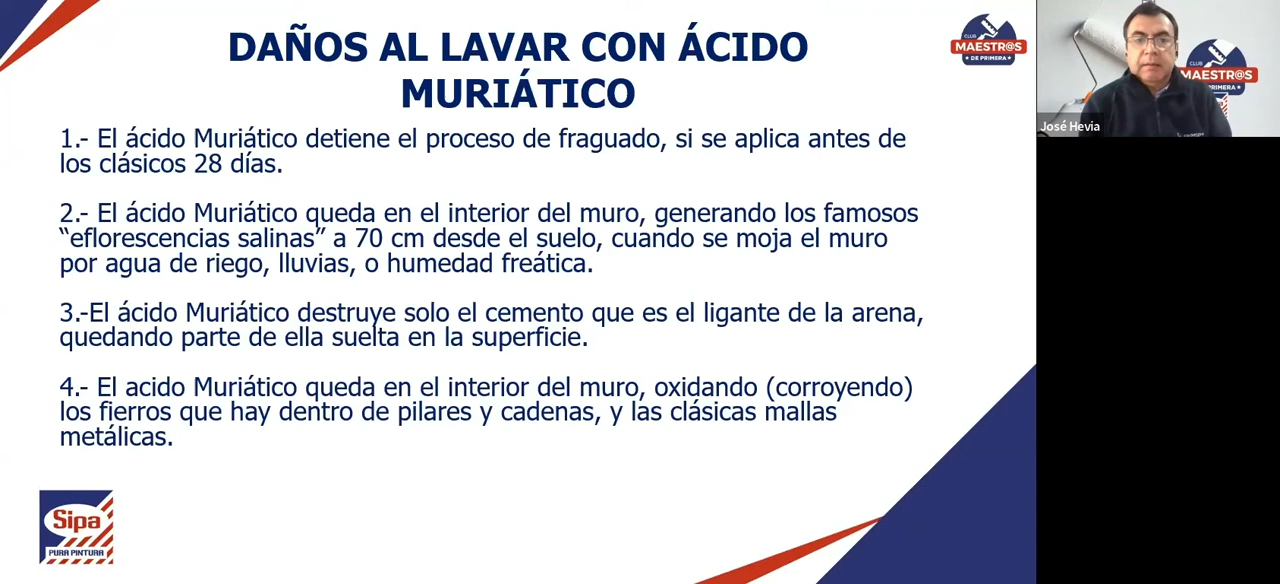 DAÑOS AL LAVAR CON ÁCIDO
MURIÁTICO
1.- El ácido Muriático detiene el proceso de fraguado, si se aplica antes de
los clásicos 28 días.
2.- El ácido Muriático queda en el interior del muro, generando los famosos
“eflorescencias salinas” a 70 cm desde el suelo, cuando se moja el muro
por agua de riego, lluvias, o humedad freática.
3.-El ácido Muriático destruye solo el cemento que es el ligante de la arena,
quedando parte de ella suelta en la superficie.
4.- El acido Muriático queda en el interior del muro, oxidando (corroyendo)
los fierros que hay dentro de pilares y cadenas, y las clásicas mallas
metálicas.
Sipa
PURA PINTURA
CLUB
MAESTR@S
DE PRIMERA
CLUB
MAESTR@S
PRIMERA
José Hevia